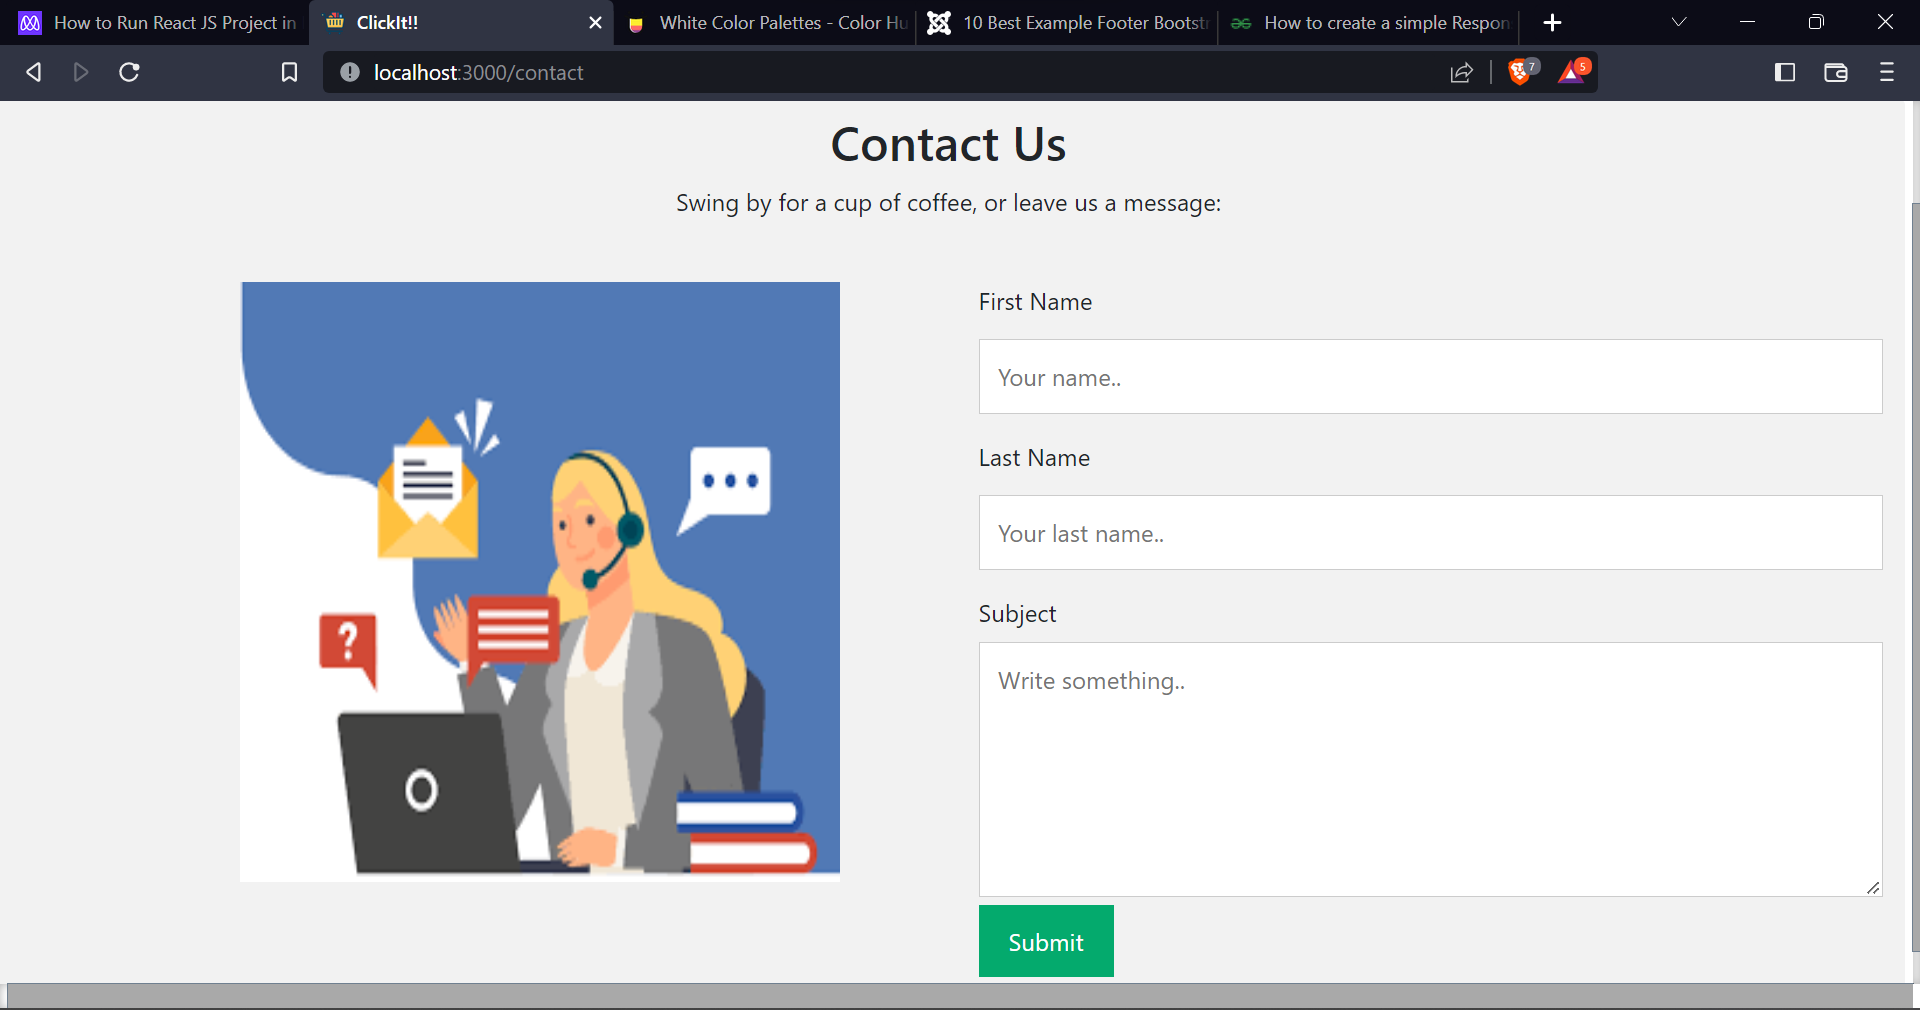 How to Run React JS Project in
ClickIt!!
White Color Palettes - Color Hu
10 Best Example Footer Bootstr
How to create a simple Respon
localhost:3000/contact
7
5
Contact Us
Swing by for a cup of coffee, or leave us a message:
?
First Name
Your name..
Last Name
Your last name..
Subject
Write something..
Submit